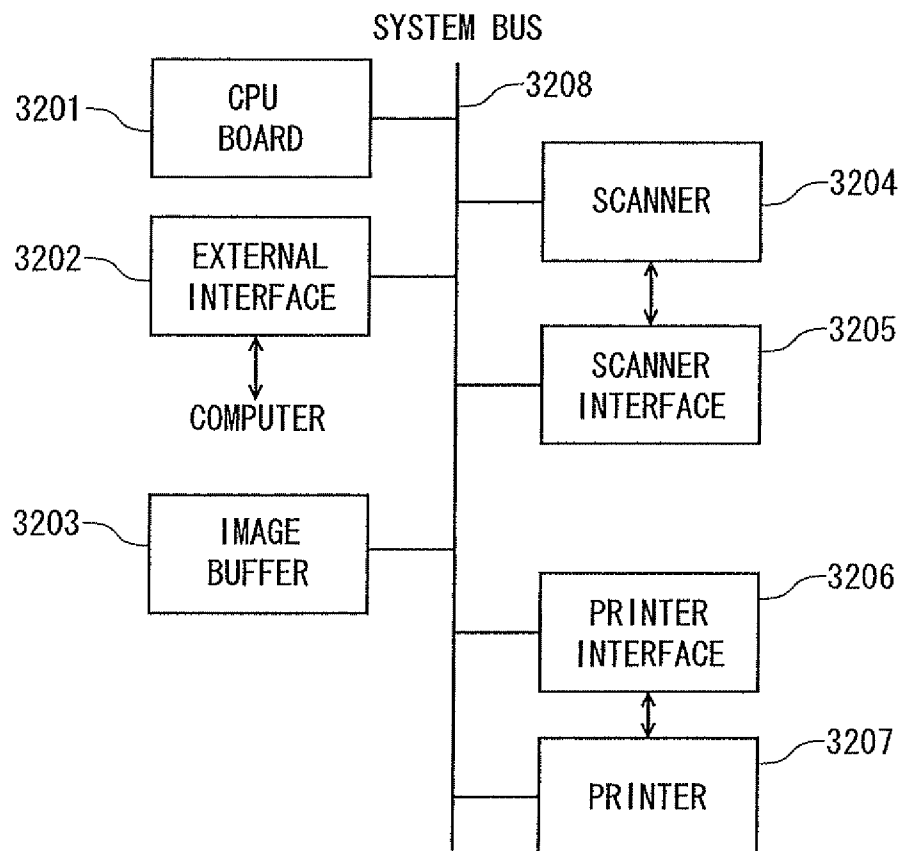 SYSTEM BUS
3208
3201
CPU
BOARD
3204
SCANNER
3202
EXTERNAL
INTERFACE
3205
SCANNER
INTERFACE
COMPUTER
3203
IMAGE
BUFFER
3206
PRINTER
INTERFACE
3207
PRINTER